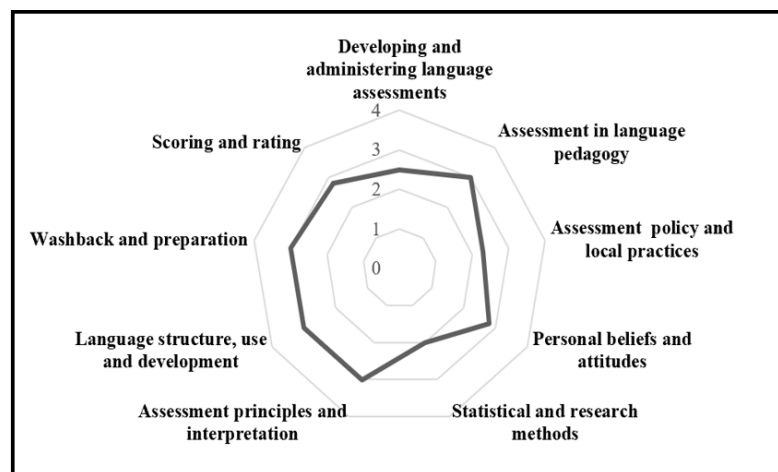 Developing and
administering language
assessments
Assessment in language
pedagogy
Assessment policy and
local practices
Personal beliefs and
attitudes
Statistical and research
methods
Assessment principles and
interpretation
Language structure, use
and development
Washback and preparation
Scoring and rating
4
3
2
1
0